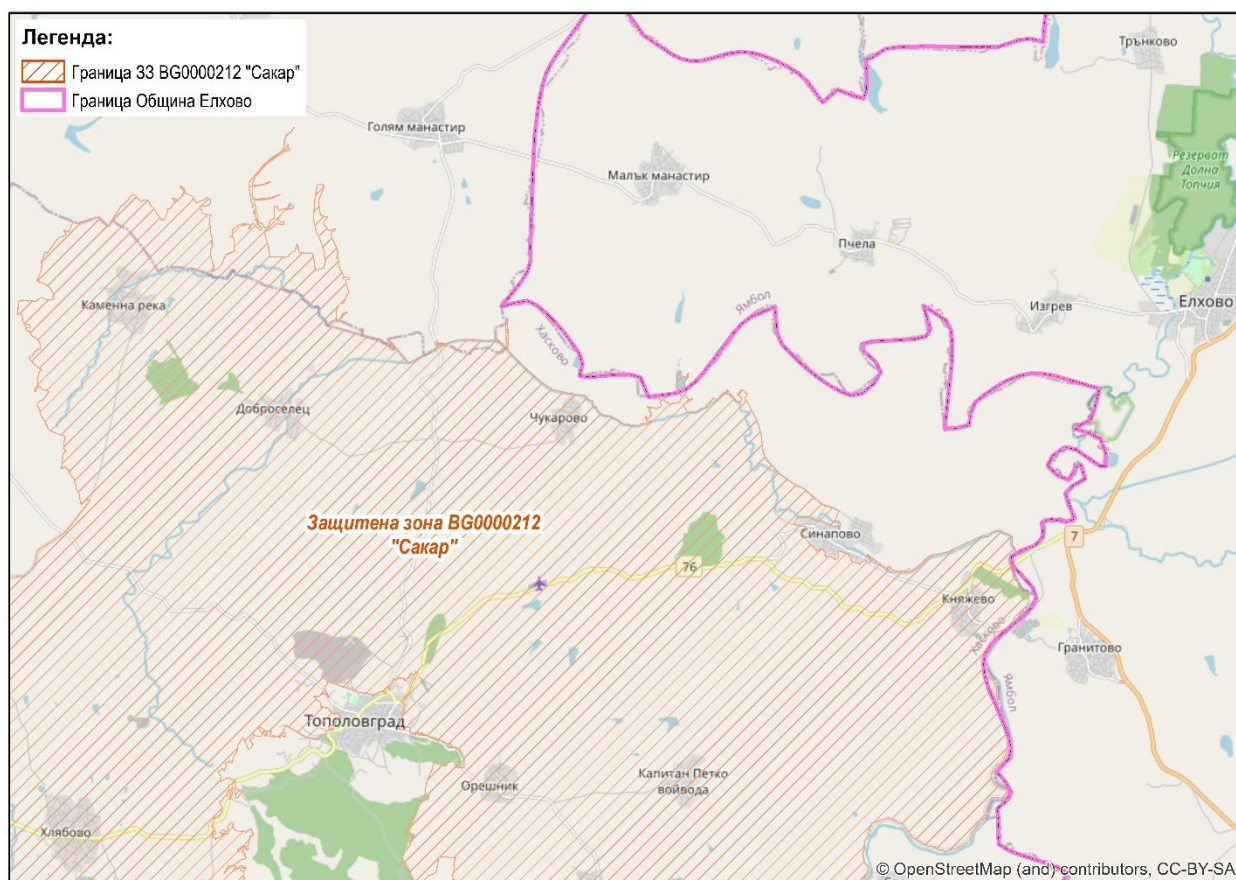 Легенда:
Граница ЗЗ BG0000212 "Сакар"
Граница Община Елхово
Трънково
Голям манастир
Резерват
Долна
Топчия
Малък манастир
Пчела
Ямбол
Изгрев
Елхово
Каменна река
Хасково
Доброселец
Чукарово
Защитена зона BG0000212
"Сакар"
Синапово
7
76
Княжево
Хасково
Гранитово
Ямбол
Тополовград
Орешник
Капитан Петко
войвода
Хлябово
© OpenStreetMap (and) contributors, CC-BY-SA